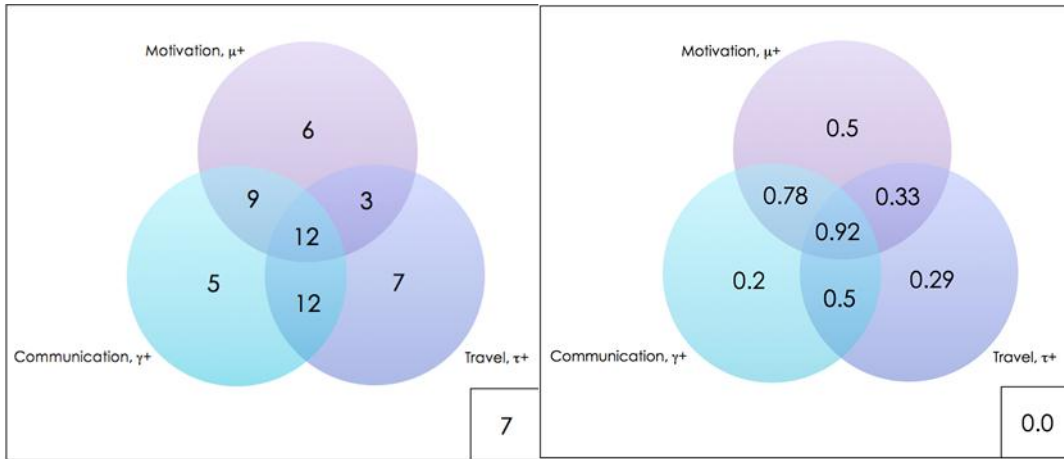 Motivation, μ+
6
9
3
12
5
12
7
Communication, γ+
Travel, τ+
7
Motivation, μ+
0.5
0.78
0.33
0.92
0.2
0.5
0.29
Communication, γ+
Travel, τ+
0.0